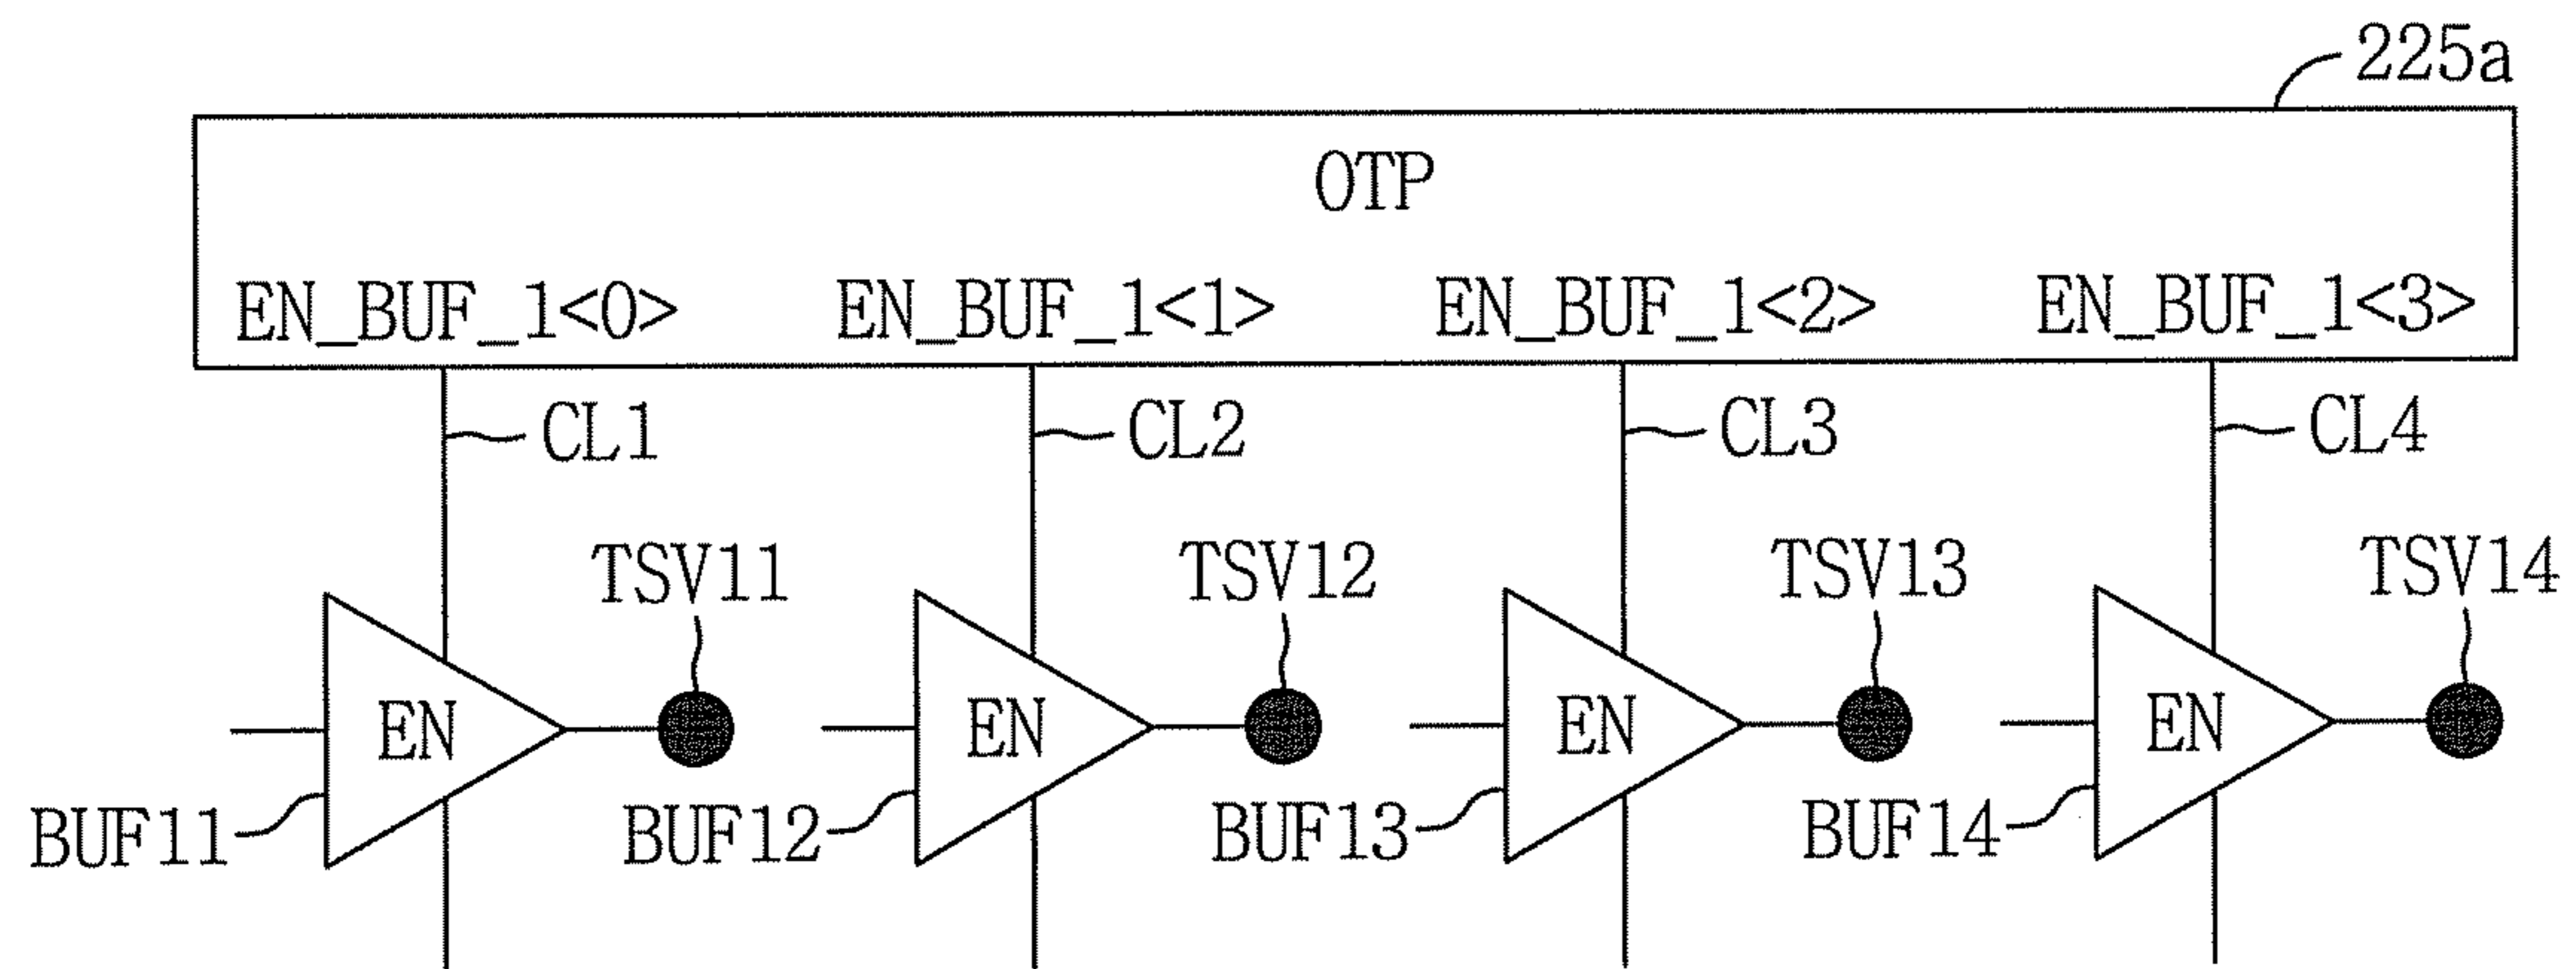 225a
OTP
EN_BUF_1<0> EN_BUF_1<1> EN_BUF_1<2> EN_BUF_1<3>
CL1 CL2 CL3 CL4
TSV11 TSV12 TSV13 TSV14
EN EN EN EN
BUF11 BUF12 BUF13 BUF14